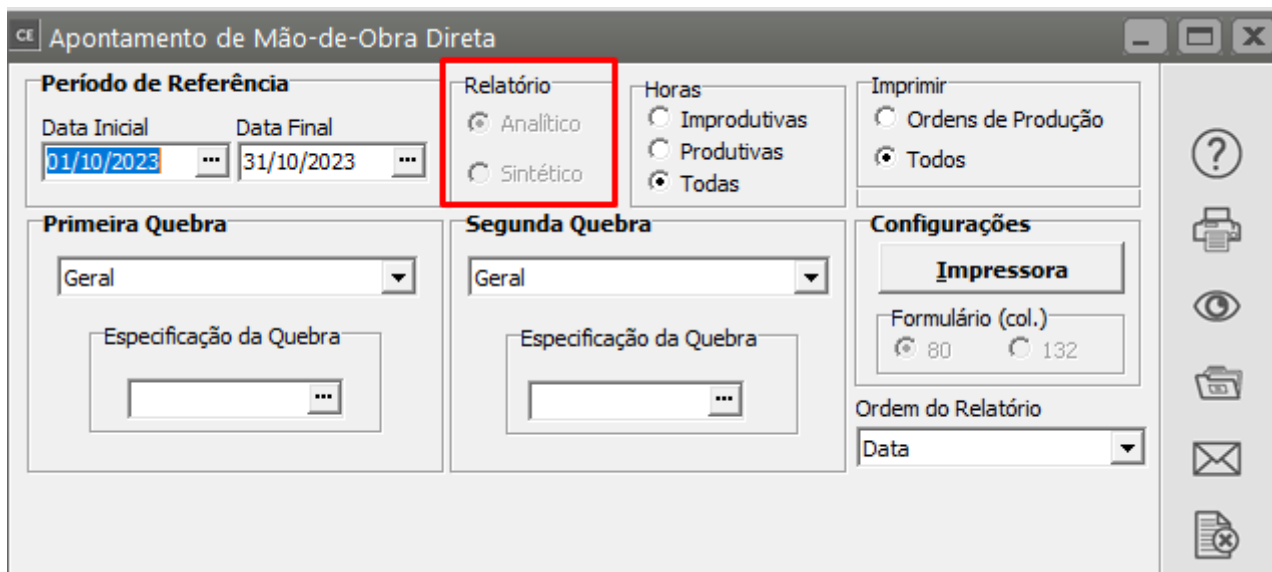 CE Apontamento de Mão-de-Obra Direta
Período de Referência
Data Inicial
Data Final
01/10/2023 ...
31/10/2023 ...
Relatório
Analítico
Sintético
Horas
Improdutivas
Produtivas
Todas
Imprimir
Ordens de Produção
Todos
Primeira Quebra
Geral
Especificação da Quebra
...
Segunda Quebra
Geral
Especificação da Quebra
...
Configurações
Impressora
Formulário (col.)
80 132
Ordem do Relatório
Data